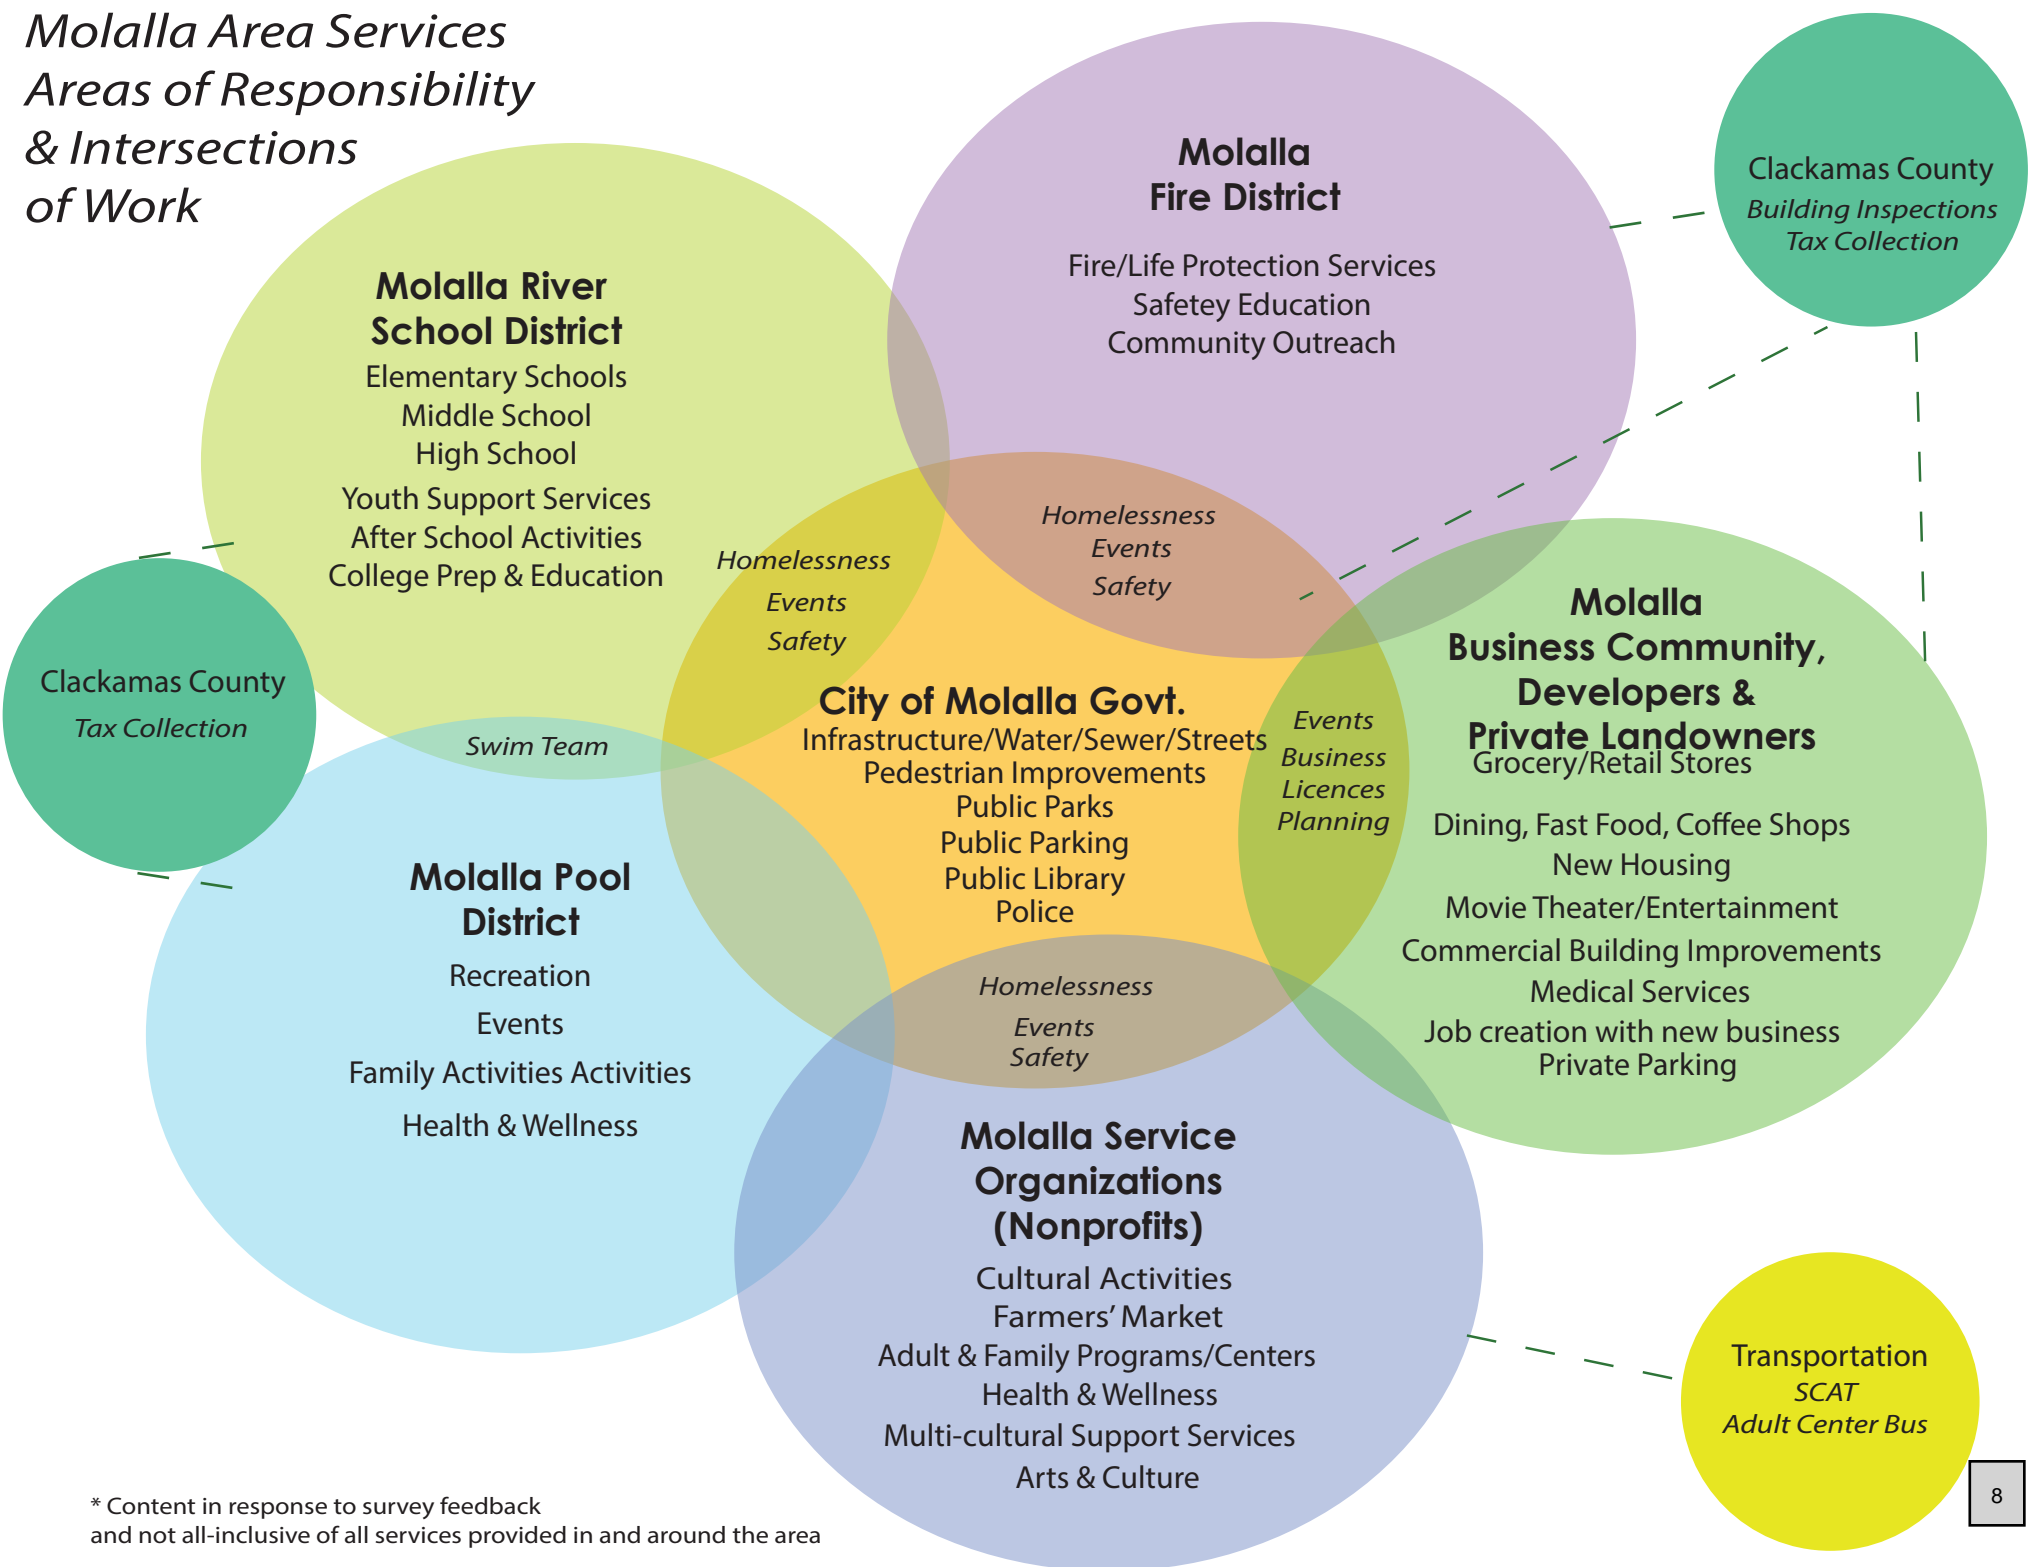 Molalla Area Services
Areas of Responsibility
& Intersections
of Work
Molalla River
School District
Elementary Schools
Middle School
High School
Youth Support Services
After School Activities
College Prep & Education
Molalla
Fire District
Fire/Life Protection Services
Safetey Education
Community Outreach
Clackamas County
Building Inspections
Tax Collection
Homelessness
Events
Safety
Homelessness
Events
Safety
Clackamas County
Tax Collection
Swim Team
City of Molalla Govt.
Infrastructure/Water/Sewer/Streets
Pedestrian Improvements
Public Parks
Public Parking
Public Library
Police
Events
Business
Licences
Planning
Molalla
Business Community,
Developers &
Private Landowners
Grocery/Retail Stores
Dining, Fast Food, Coffee Shops
New Housing
Movie Theater/Entertainment
Commercial Building Improvements
Medical Services
Job creation with new business
Private Parking
Molalla Pool
District
Recreation
Events
Family Activities Activities
Health & Wellness
Homelessness
Events
Safety
Molalla Service
Organizations
(Nonprofits)
Cultural Activities
Farmers’ Market
Adult & Family Programs/Centers
Health & Wellness
Multi-cultural Support Services
Arts & Culture
Transportation
SCAT
Adult Center Bus
* Content in response to survey feedback
and not all-inclusive of all services provided in and around the area
8